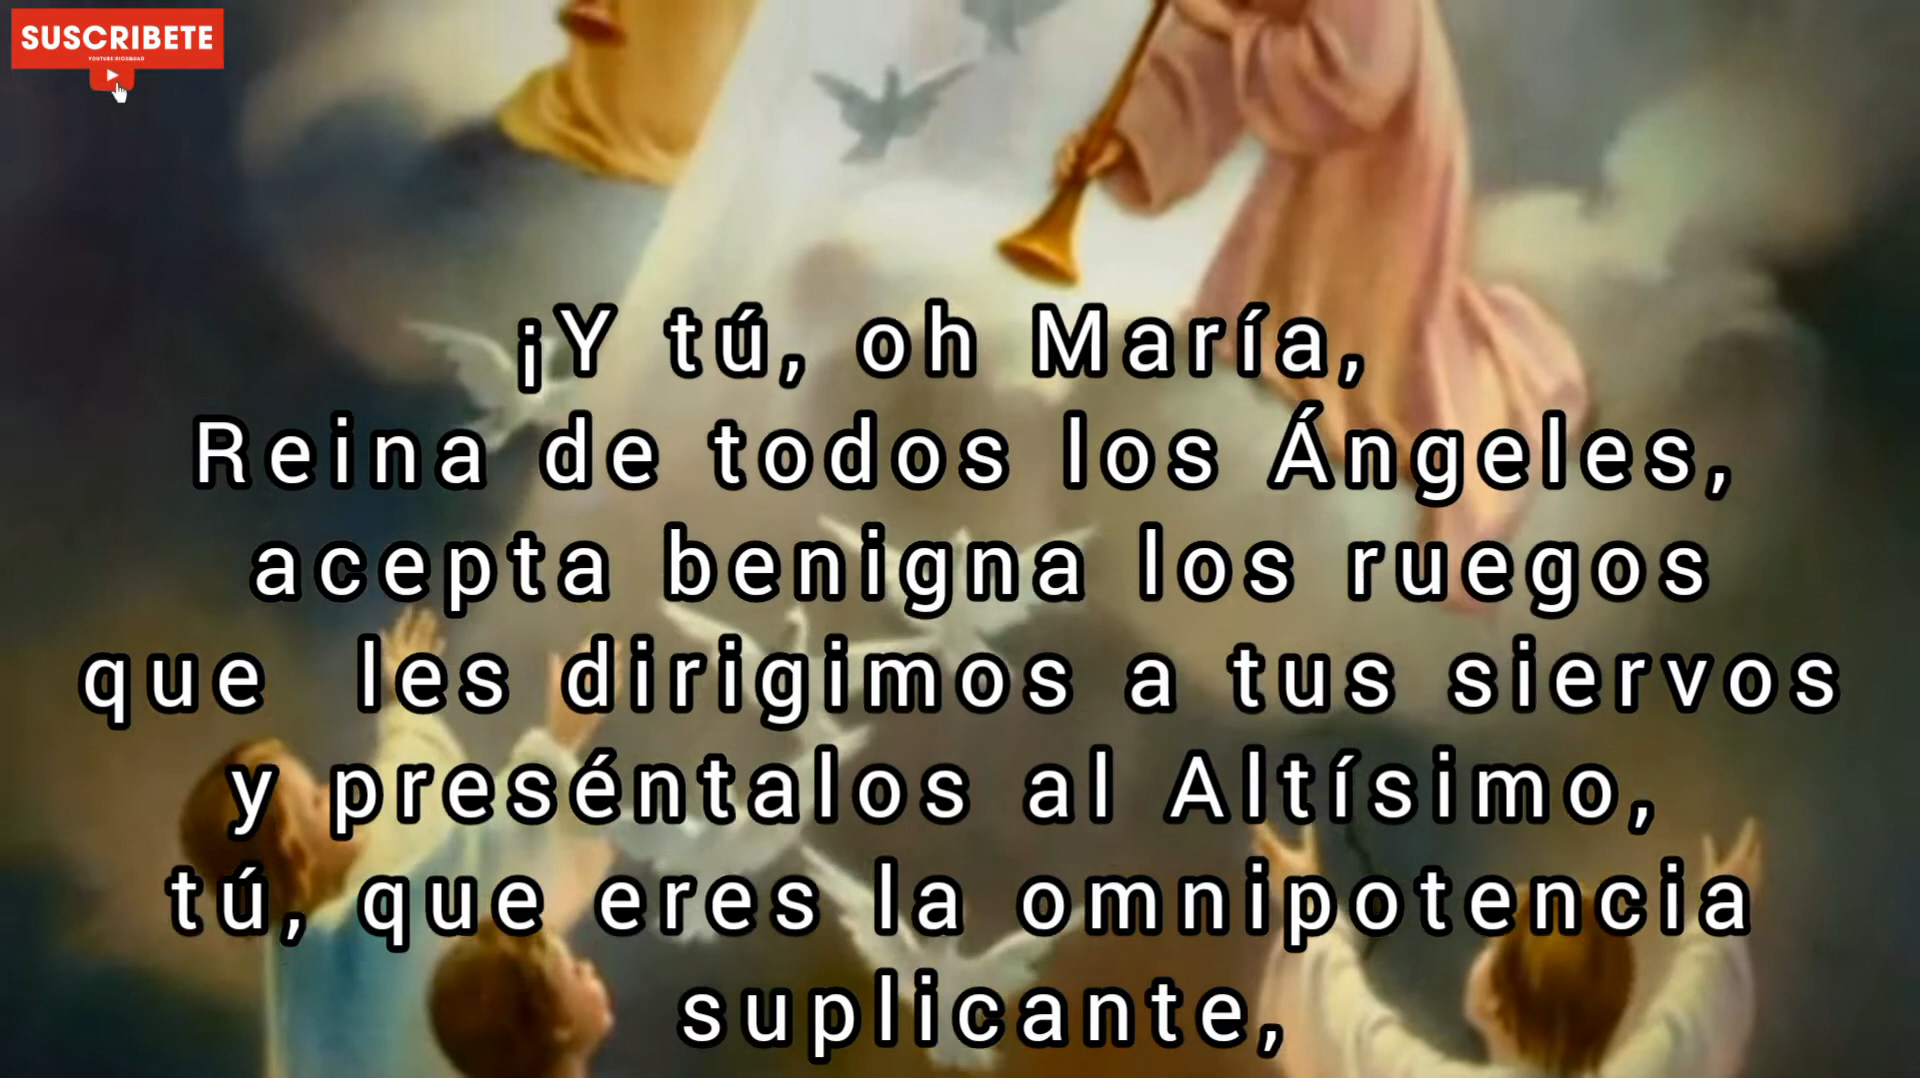 SUSCRIBETE
¡Y tú, oh María,
Reina de todos los Ángeles,
acepta benigna los ruegos
que les dirigimos a tus siervos
y preséntalos al Altísimo,
tú, que eres la omnipotencia
suplicante,